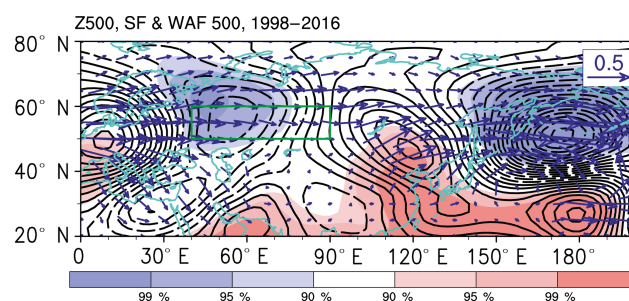 Z500, SF & WAF 500, 1998−2016
80° N
60° N
40° N
20° N
0.5
0 30° E 60° E 90° E 120° E 150° E 180° E
99 % 95 % 90 % 90 % 95 % 99 %